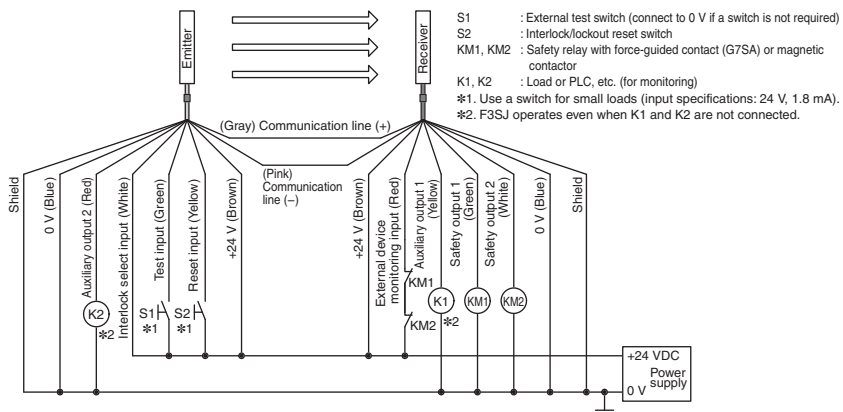 S1 : External test switch (connect to 0 V if a switch is not required)
S2 : Interlock/lockout reset switch
KM1, KM2 : Safety relay with force-guided contact (G7SA) or magnetic
contactor
K1, K2 : Load or PLC, etc. (for monitoring)
✻1. Use a switch for small loads (input specifications: 24 V, 1.8 mA).
✻2. F3SJ operates even when K1 and K2 are not connected.
Emitter
Receiver
(Gray) Communication line (+)
(Pink)
Communication
line (−)
Shield
0 V (Blue)
Auxiliary output 2 (Red)
Interlock select input (White)
Test input (Green)
Reset input (Yellow)
+24 V (Brown)
+24 V (Brown)
External device
monitoring input (Red)
Auxiliary output 1
(Yellow)
Safety output 1
(Green)
Safety output 2
(White)
0 V (Blue)
Shield
K2
✻2
S1
✻1
S2
✻1
KM1
KM2
K1
✻2
KM1
KM2
+24 VDC
Power
supply
0 V